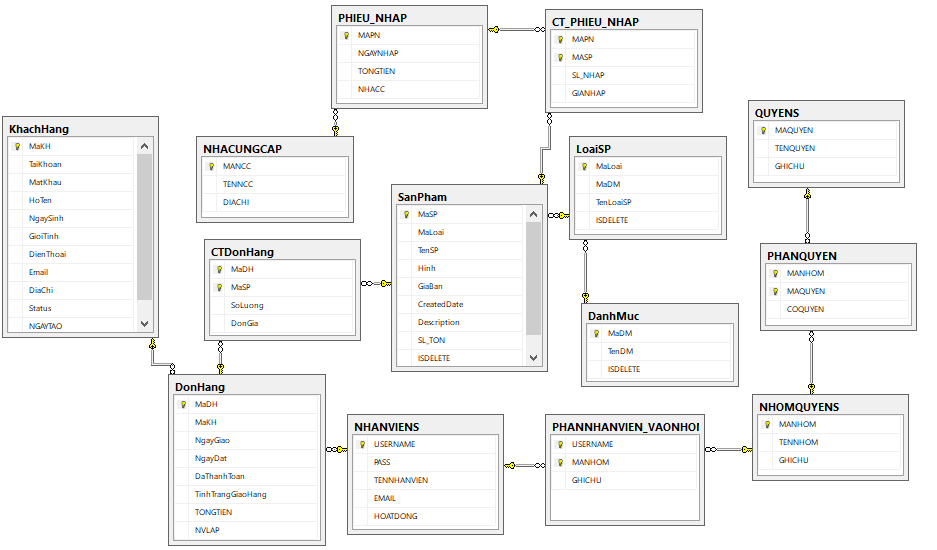 PHIEU_NHAP
MAPN
NGAYNHAP
TONGTIEN
NHACC
CT_PHIEU_NHAP
MAPN
MASP
SL_NHAP
GIANHAP
QUYENS
MAQUYEN
TENQUYEN
GHICHU
KhachHang
MaKH
TaiKhoan
MatKhau
HoTen
NgaySinh
GioiTinh
DienThoai
Email
DiaChi
Status
NGAYTAO
NHACUNGCAP
MANCC
TENNCC
DIACHI
LoaiSP
MaLoai
MaDM
TenLoaiSP
ISDELETE
SanPham
MaSP
MaLoai
TenSP
Hinh
GiaBan
CreatedDate
Description
SL_TON
ISDELETE
CTDonHang
MaDH
MaSP
SoLuong
DonGia
PHANQUYEN
MANHOM
MAQUYEN
COQUYEN
DanhMuc
MaDM
TenDM
ISDELETE
DonHang
MaDH
MaKH
NgayGiao
NgayDat
DaThanhToan
TinhTrangGiaoHang
TONGTIEN
NVLAP
NHANVIENS
USERNAME
PASS
TENNHANVIEN
EMAIL
HOATDONG
PHANNHANVIEN_VAONHOI
USERNAME
MANHOM
GHICHU
NHOMQUYENS
MANHOM
TENNHOM
GHICHU